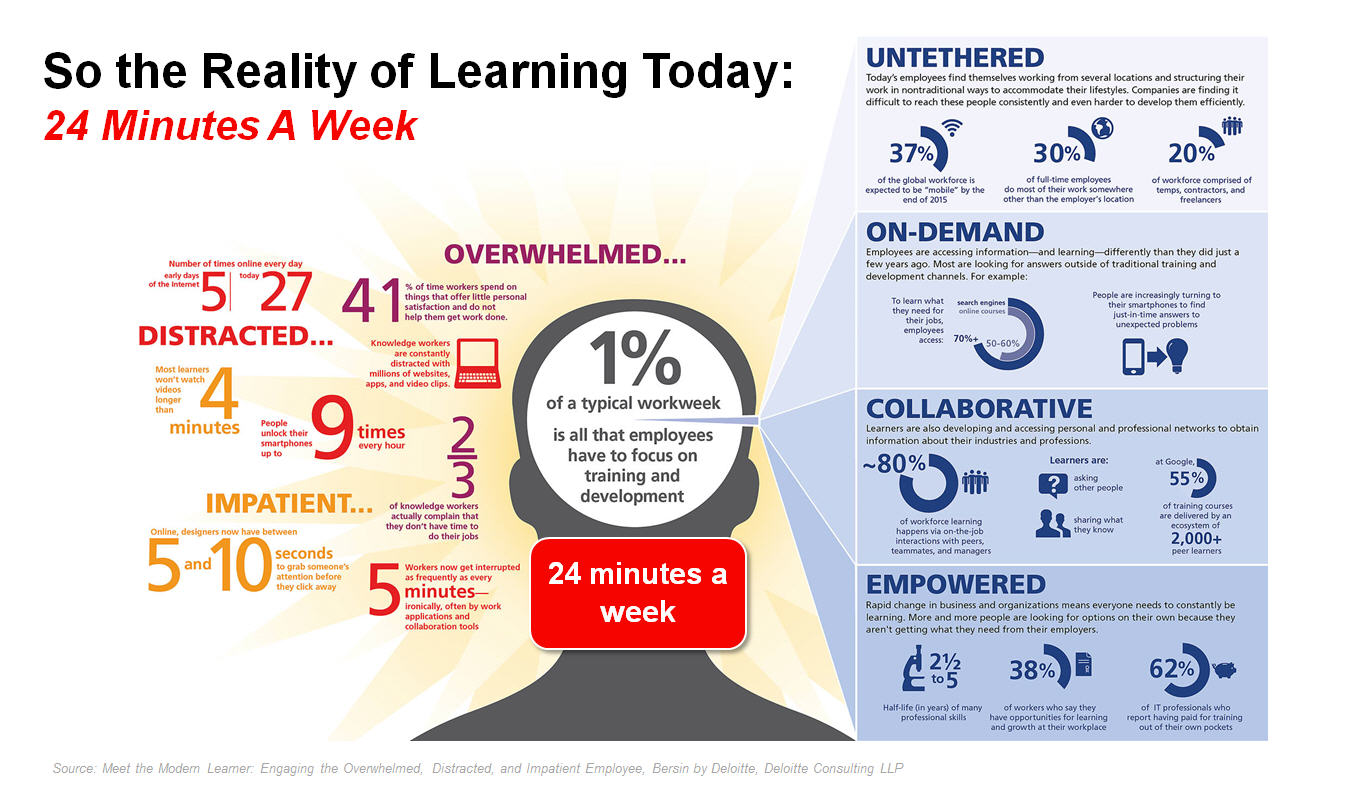 So the Reality of Learning Today:
24 Minutes A Week
OVERWHELMED...
Number of times online every day
early days
of the Internet
5
today
27
DISTRACTED...
41
% of time workers spend on
things that offer little personal
satisfaction and do not
help them get work done.
Knowledge workers
are constantly
distracted with
millions of websites,
apps, and video clips.
Most learners
won't watch
videos
longer
than
4
minutes
People
unlock their
smartphones
up to
9
times
every hour
2
3
of knowledge workers
actually complain that
they don't have time to
do their jobs
IMPATIENT...
Online, designers now have between
5 and 10
seconds
to grab someone's
attention before
they click away
5
Workers now get interrupted
as frequently as every
minutes—
ironically, often by work
applications and
collaboration tools
1%
of a typical workweek
is all that employees
have to focus on
training and
development
24 minutes a
week
UNTETHERED
Today's employees find themselves working from several locations and structuring their
work in nontraditional ways to accommodate their lifestyles. Companies are finding it
difficult to reach these people consistently and even harder to develop them efficiently.
37%
of the global workforce is
expected to be "mobile" by the
end of 2015
30%
of full-time employees
do most of their work somewhere
other than the employer's location
20%
of workforce comprised of
temps, contractors, and
freelancers
ON-DEMAND
Employees are accessing information—and learning—differently than they did just a
few years ago. Most are looking for answers outside of traditional training and
development channels. For example:
To learn what
they need for
their jobs,
employees
access:
search engines
online courses
70%+
50-60%
People are increasingly turning to
their smartphones to find
just-in-time answers to
unexpected problems
COLLABORATIVE
Learners are also developing and accessing personal and professional networks to obtain
information about their industries and professions.
~80%
of workforce learning
happens via on-the-job
interactions with peers,
teammates, and managers
Learners are:
?
asking
other people
sharing what
they know
at Google,
55%
of training courses
are delivered by an
ecosystem of
2,000+
peer learners
EMPOWERED
Rapid change in business and organizations means everyone needs to constantly be
learning. More and more people are looking for options on their own because they
aren't getting what they need from their employers.
2½
to 5
Half-life (in years) of many
professional skills
38%
of workers who say they
have opportunities for learning
and growth at their workplace
62%
of IT professionals who
report having paid for training
out of their own pockets
Source: Meet the Modern Learner: Engaging the Overwhelmed, Distracted, and Impatient Employee, Bersin by Deloitte, Deloitte Consulting LLP